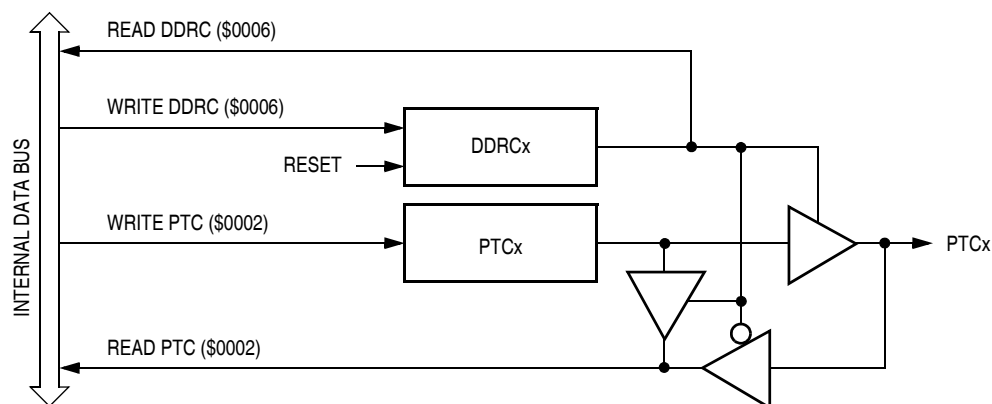 READ DDRC ($0006)
WRITE DDRC ($0006)
DDRCx
RESET
INTERNAL DATA BUS
WRITE PTC ($0002)
PTCx
PTCx
READ PTC ($0002)